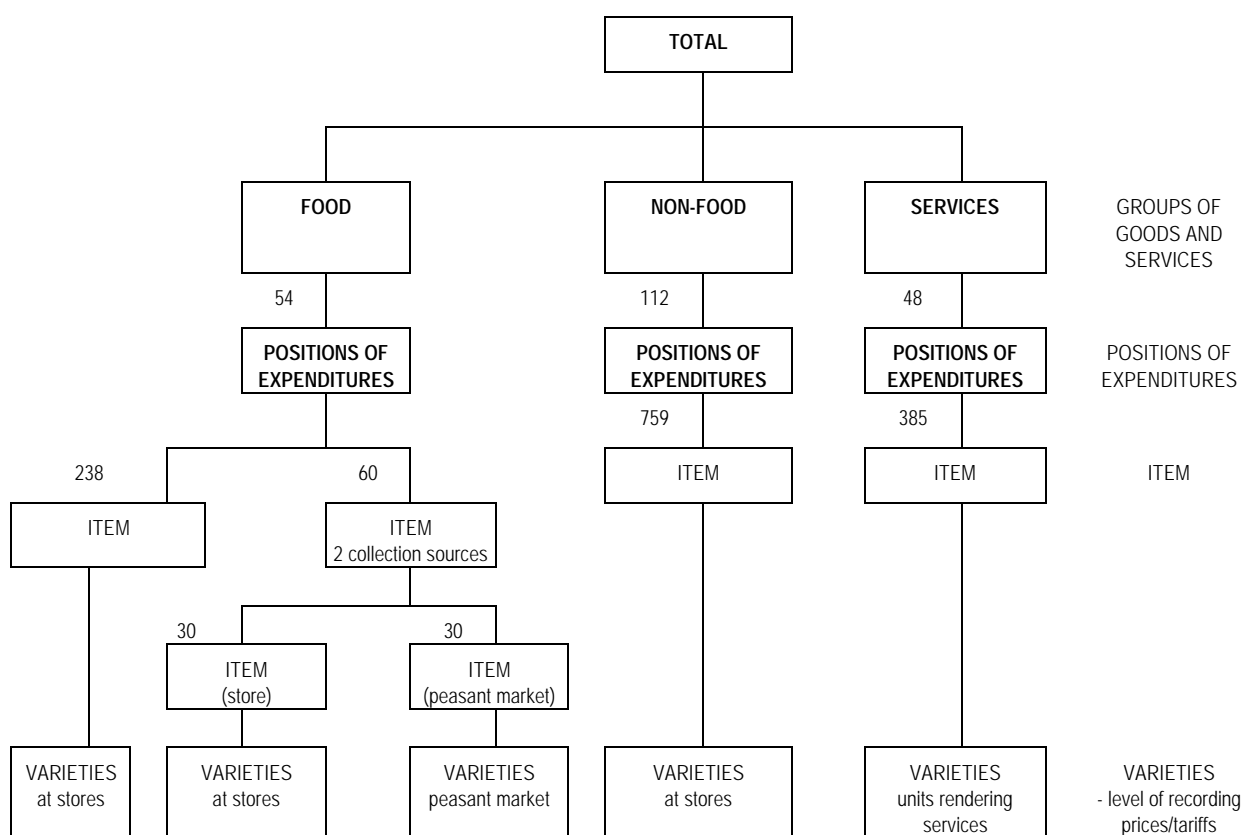 TOTAL
FOOD
NON-FOOD
SERVICES
GROUPS OF
GOODS AND
SERVICES
54
112
48
POSITIONS OF
EXPENDITURES
POSITIONS OF
EXPENDITURES
POSITIONS OF
EXPENDITURES
POSITIONS OF
EXPENDITURES
759
385
238
60
ITEM
ITEM
ITEM
ITEM
ITEM
2 collection sources
30
30
ITEM
(store)
ITEM
(peasant market)
VARIETIES
at stores
VARIETIES
at stores
VARIETIES
peasant market
VARIETIES
at stores
VARIETIES
units rendering
services
VARIETIES
- level of recording
prices/tariffs